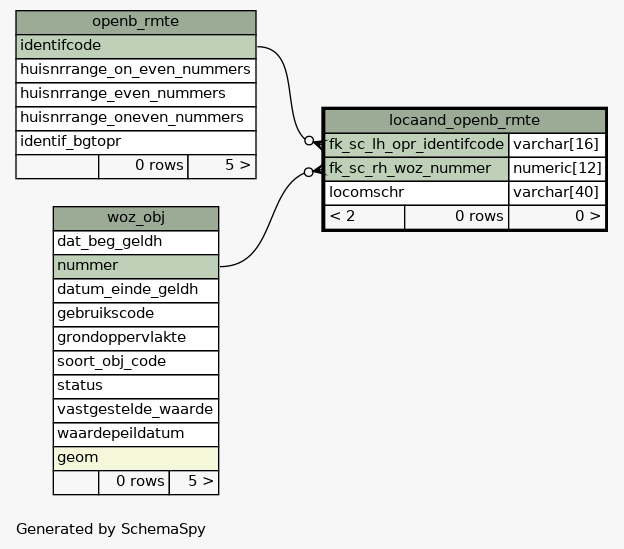 openb_rmte
identifcode
huisnrrange_on_even_nummers
huisnrrange_even_nummers
huisnrrange_oneven_nummers
identif_bgtopr
0 rows 5 >
locaand_openb_rmte
fk_sc_lh_opr_identifcode varchar[16]
fk_sc_rh_woz_nummer numeric[12]
locomschr varchar[40]
< 2 0 rows 0 >
woz_obj
dat_beg_geldh
nummer
datum_einde_geldh
gebruikscode
grondoppervlakte
soort_obj_code
status
vastgestelde_waarde
waardepeildatum
geom
0 rows 5 >
Generated by SchemaSpy